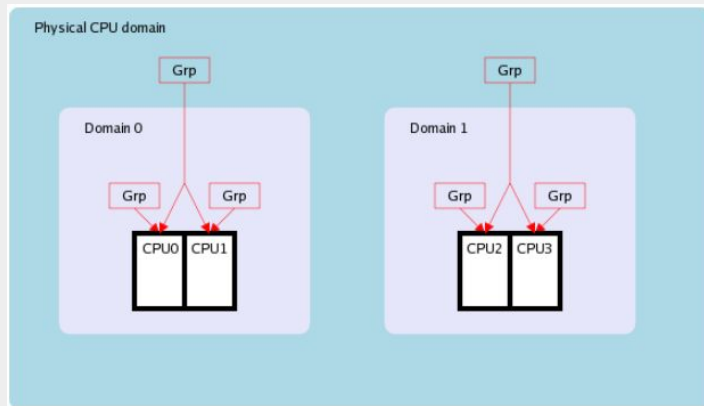 Physical CPU domain
Grp
Grp
Domain 0
Domain 1
Grp
Grp
Grp
Grp
CPU0
CPU1
CPU2
CPU3